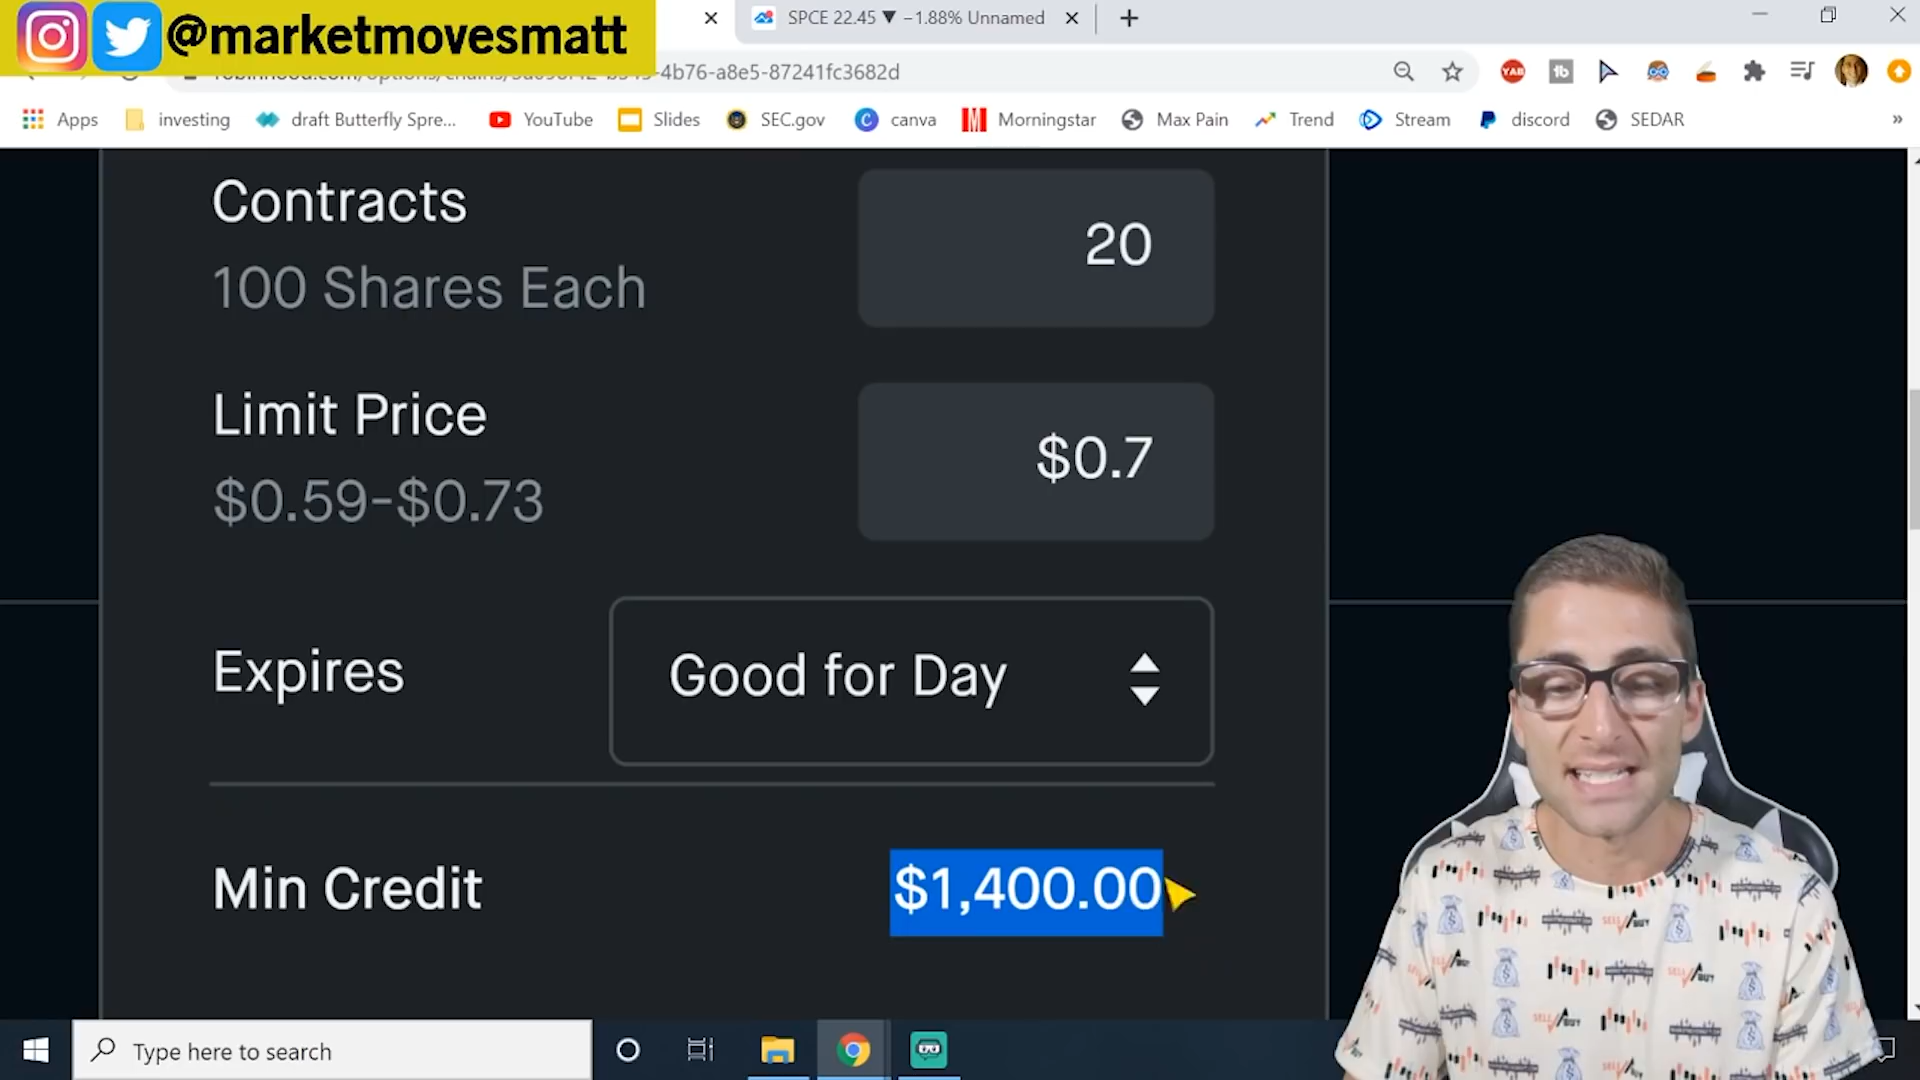 @marketmovesmatt
SPCE 22.45 ▼ −1.88% Unnamed
-4b76-a8e5-87241fc3682d
Apps
investing
draft Butterfly Spre...
YouTube
Slides
SEC.gov
canva
Morningstar
Max Pain
Trend
Stream
discord
SEDAR
»
YAB
tb
Contracts
20
100 Shares Each
Limit Price
$0.7
$0.59-$0.73
Expires
Good for Day
Min Credit
$1,400.00
Type here to search